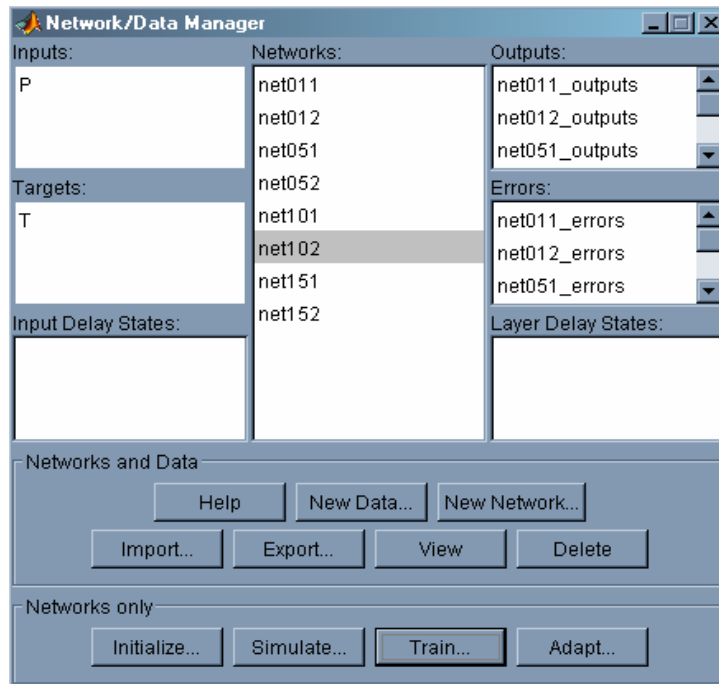 Network/Data Manager
Inputs:
P
Networks:
net011
net012
net051
net052
net101
net102
net151
net152
Outputs:
net011_outputs
net012_outputs
net051_outputs
Targets:
T
Errors:
net011_errors
net012_errors
net051_errors
Input Delay States:
Layer Delay States:
Networks and Data
Help
New Data...
New Network...
Import...
Export...
View
Delete
Networks only
Initialize...
Simulate...
Train...
Adapt...